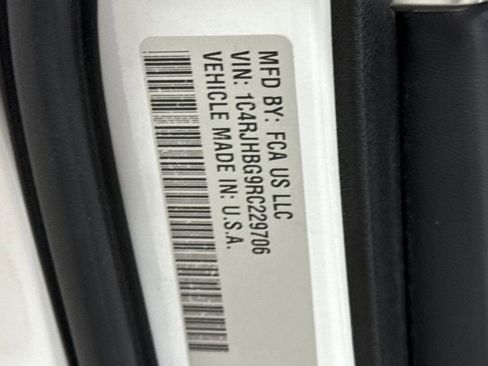 MFD BY: FCA US LLC
VIN: 1C4RJHBG9RC229706
VEHICLE MADE IN: U.S.A.